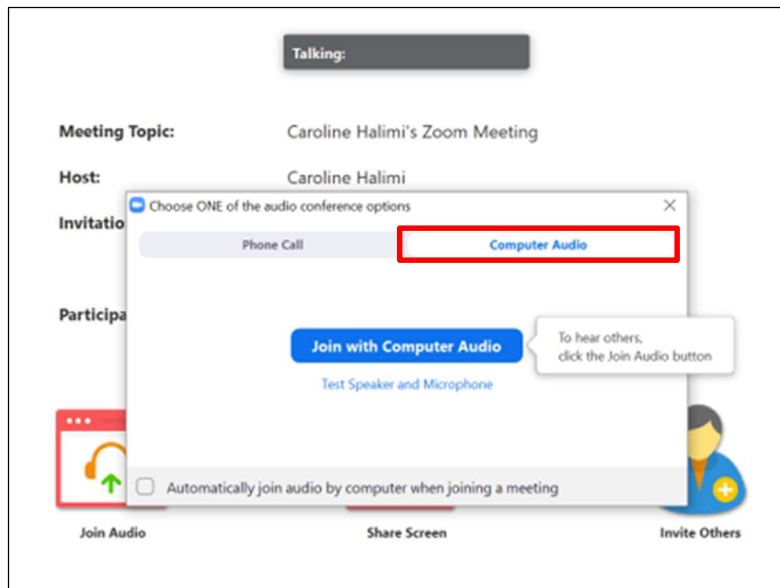 Talking:
Meeting Topic: Caroline Halimi's Zoom Meeting
Host: Caroline Halimi
Choose ONE of the audio conference options
Invitatio
Phone Call Computer Audio
Participa
Join with Computer Audio
To hear others,
click the Join Audio button
Test Speaker and Microphone
Automatically join audio by computer when joining a meeting
Join Audio Share Screen Invite Others